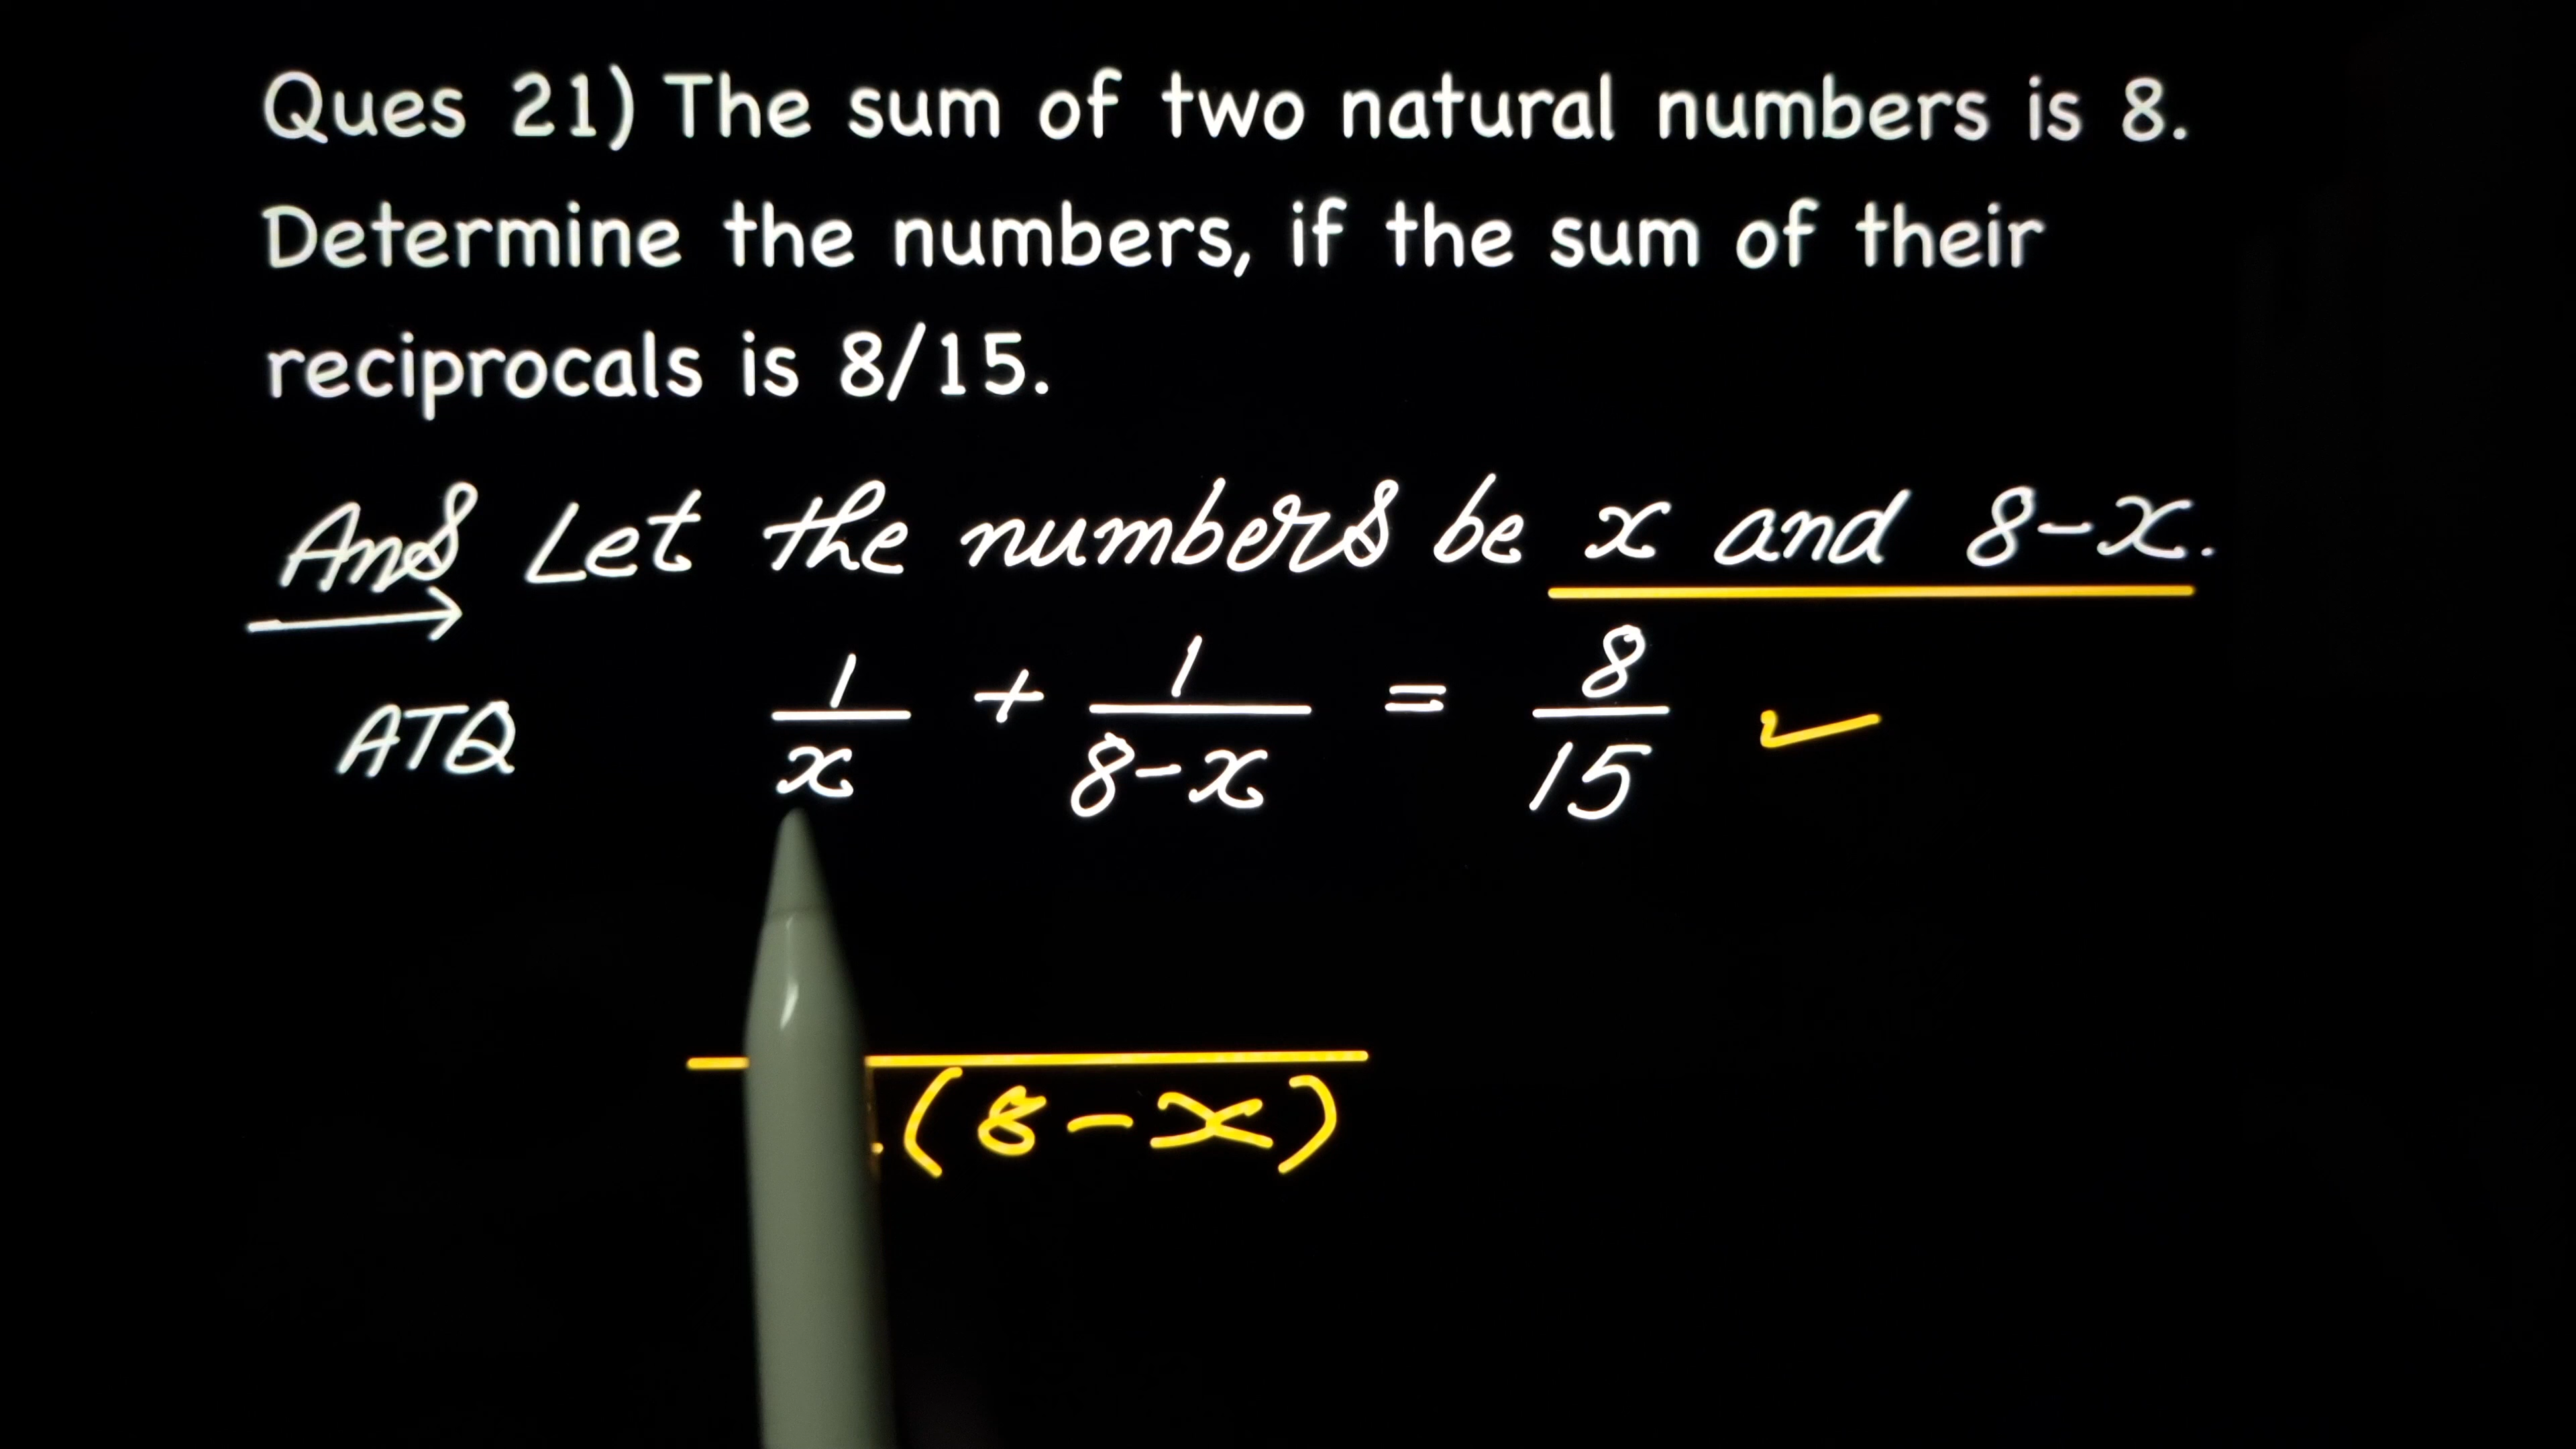 Ques 21) The sum of two natural numbers is 8.
Determine the numbers, if the sum of their
reciprocals is 8/15.
Ans Let the numbers be x and 8-x.
ATQ 1/x + 1/8-x = 8/15 ✓
.(8-x)